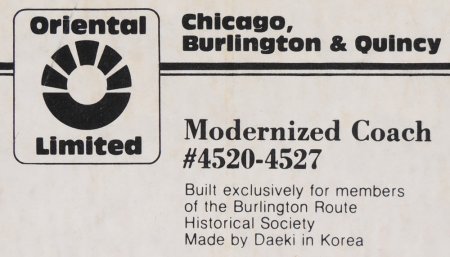 Oriental
Limited
Chicago,
Burlington & Quincy
Modernized Coach
#4520-4527
Built exclusively for members
of the Burlington Route
Historical Society
Made by Daeki in Korea